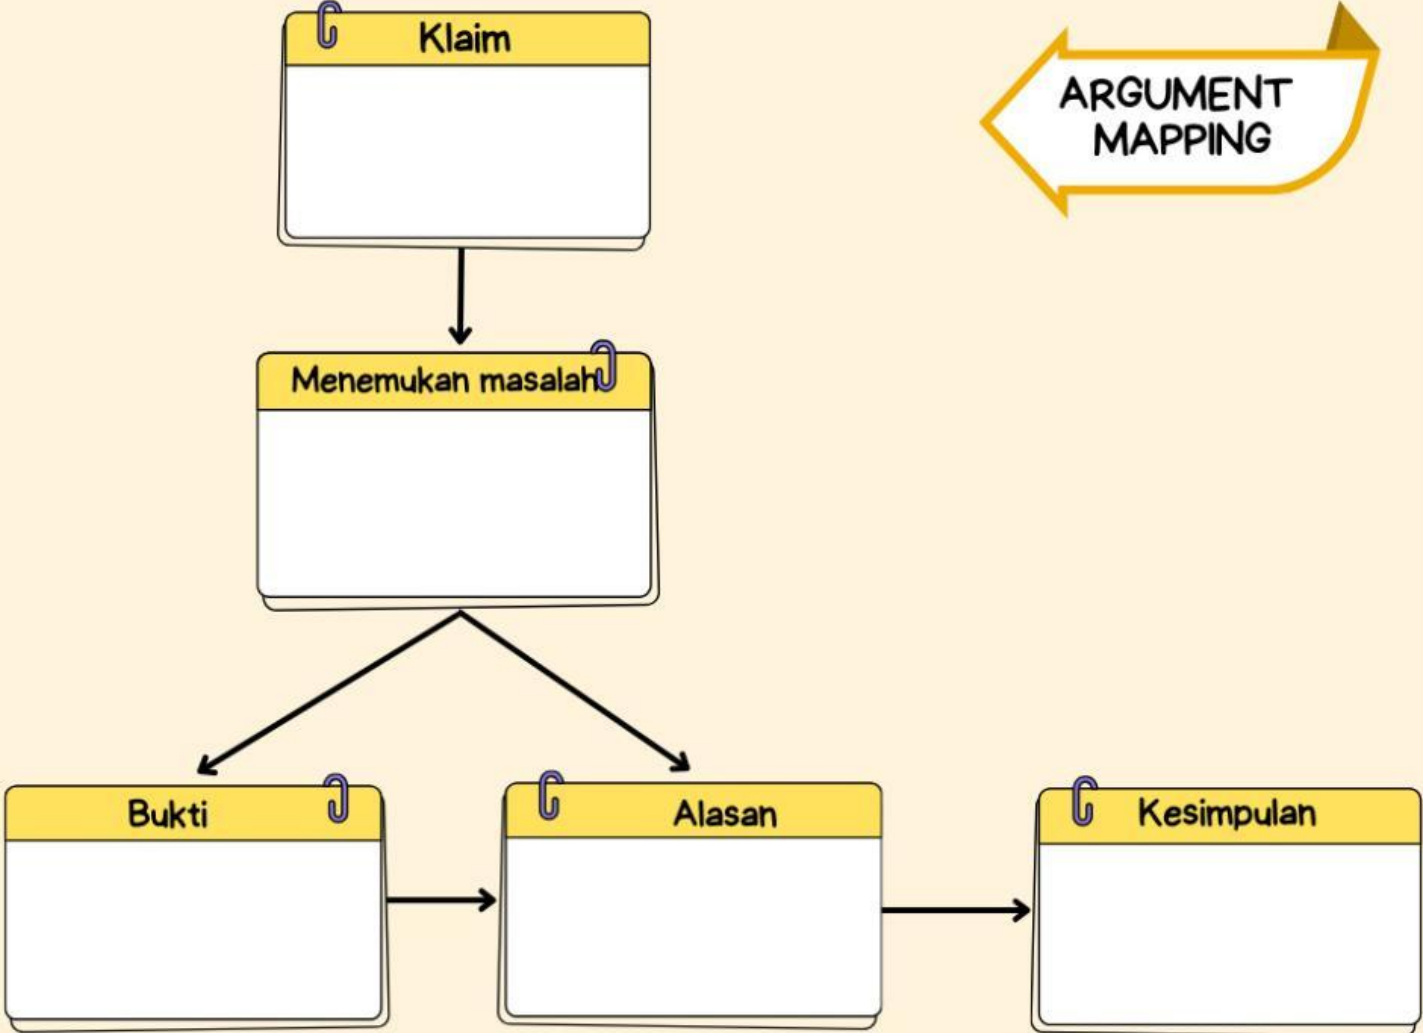 Klaim
ARGUMENT
MAPPING
Menemukan masalah
Bukti
Alasan
Kesimpulan